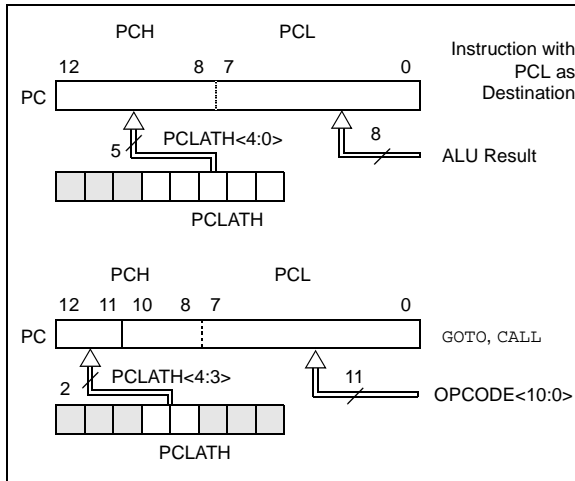 PCH PCL
12 8 7 0
Instruction with
PCL as
Destination
PC
PCLATH<4:0>
5
8
ALU Result
PCLATH
PCH PCL
12 11 10 8 7 0
PC
GOTO, CALL
PCLATH<4:3>
2
11
OPCODE<10:0>
PCLATH